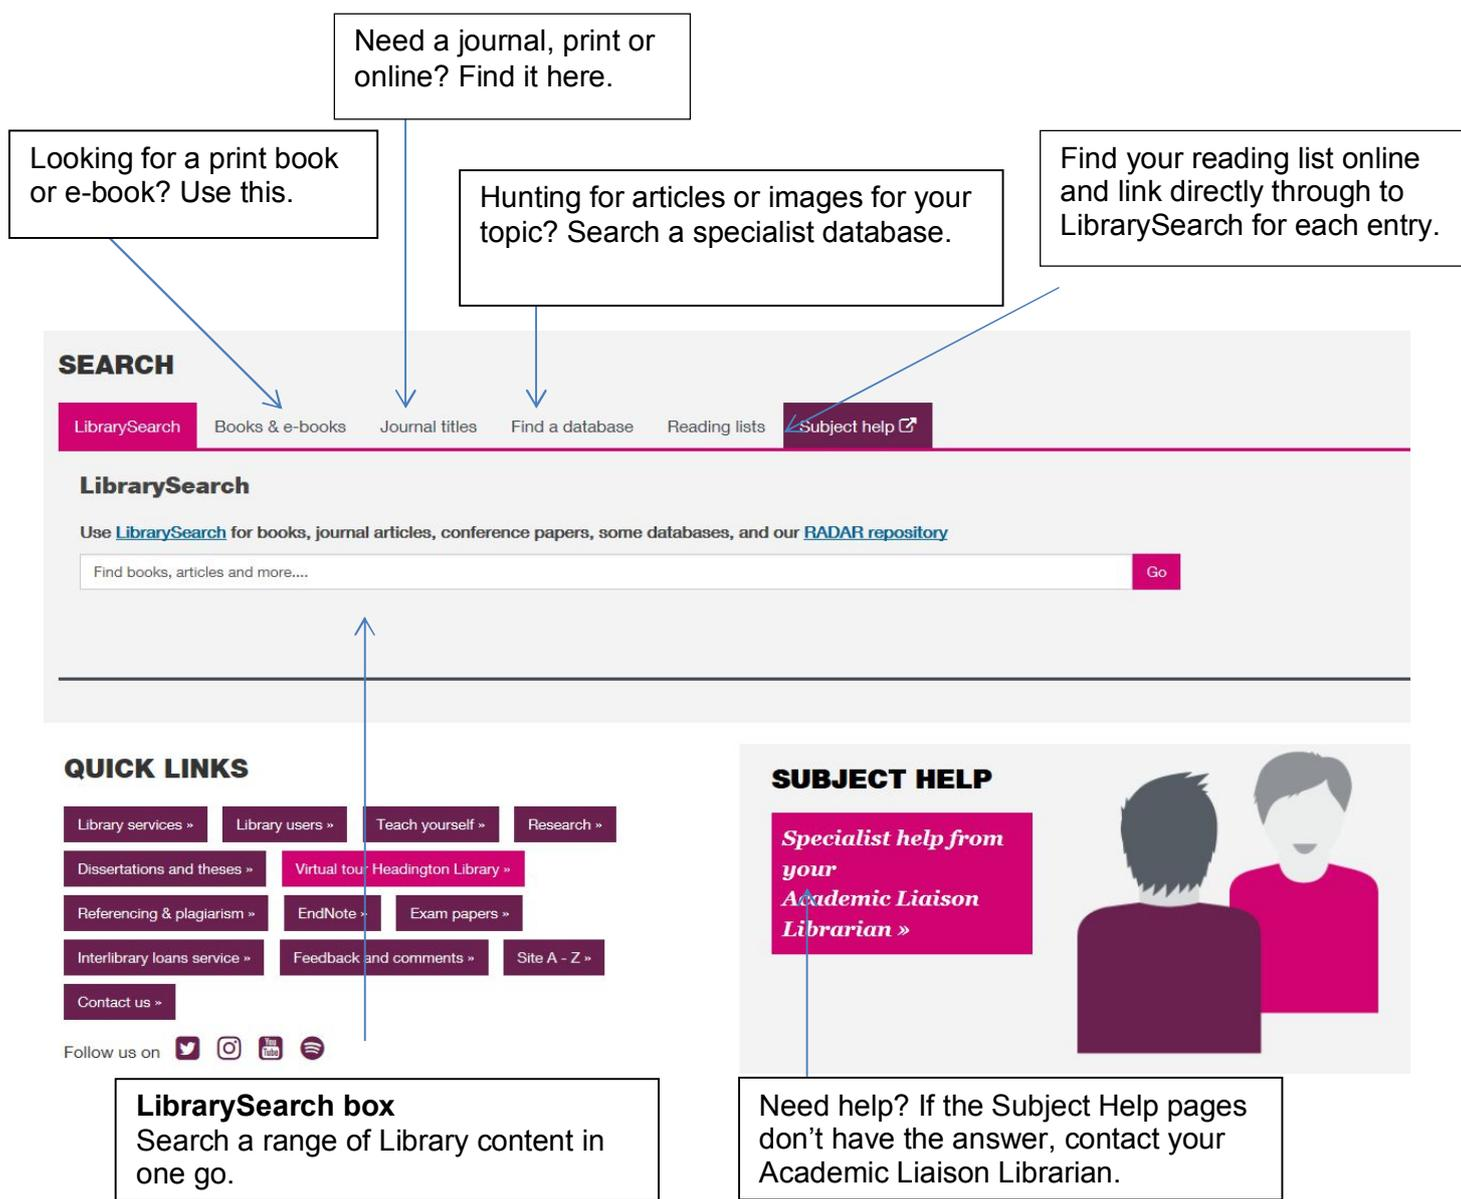 Need a journal, print or
online? Find it here.
Looking for a print book
or e-book? Use this.
Hunting for articles or images for your
topic? Search a specialist database.
Find your reading list online
and link directly through to
LibrarySearch for each entry.
SEARCH
LibrarySearch Books & e-books Journal titles Find a database Reading lists Subject help
LibrarySearch
Use LibrarySearch for books, journal articles, conference papers, some databases, and our RADAR repository
Find books, articles and more.... Go
QUICK LINKS
Library services » Library users » Teach yourself » Research »
Dissertations and theses » Virtual tour Headington Library »
Referencing & plagiarism » EndNote » Exam papers »
Interlibrary loans service » Feedback and comments » Site A - Z »
Contact us »
Follow us on You Tube
SUBJECT HELP
Specialist help from
your
Academic Liaison
Librarian »
LibrarySearch box
Search a range of Library content in
one go.
Need help? If the Subject Help pages
don’t have the answer, contact your
Academic Liaison Librarian.